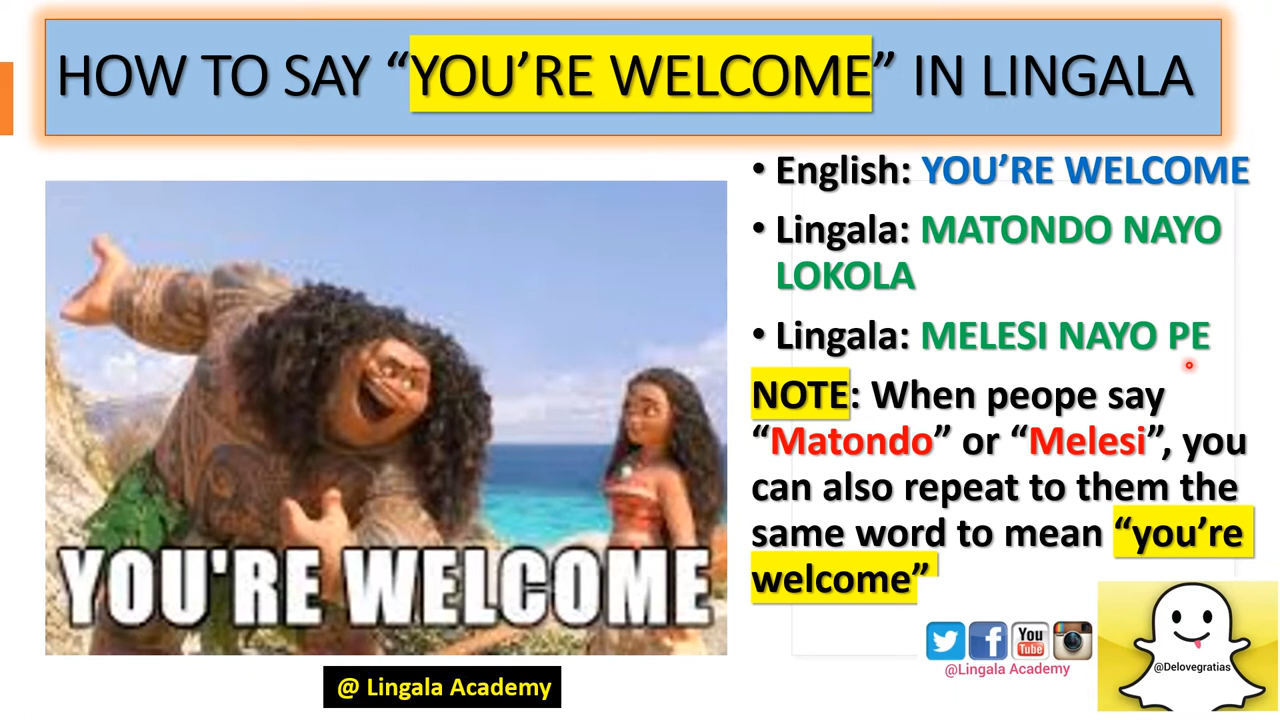 HOW TO SAY “YOU’RE WELCOME” IN LINGALA
• English: YOU’RE WELCOME
• Lingala: MATONDO NAYO
LOKOLA
• Lingala: MELESI NAYO PE
NOTE: When peope say
“Matondo” or “Melesi”, you
can also repeat to them the
same word to mean “you’re
welcome”
YOU'RE WELCOME
You
Tube
@Lingala Academy
@Delovegratias
@ Lingala Academy